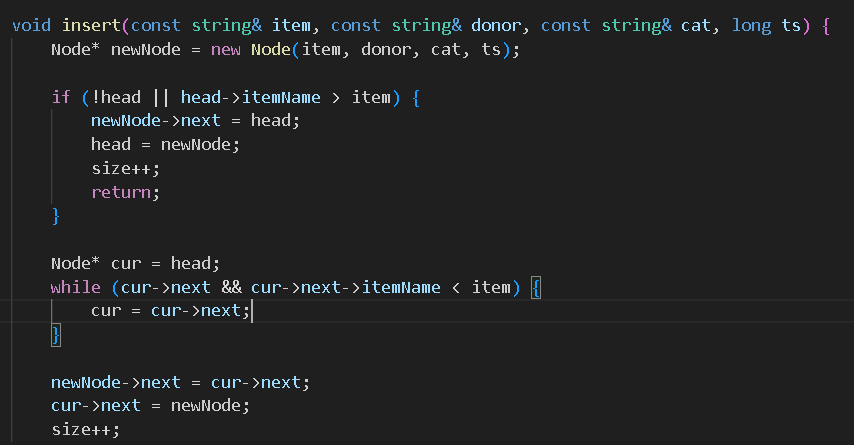 void insert(const string& item, const string& donor, const string& cat, long ts) {
    Node* newNode = new Node(item, donor, cat, ts);

    if (!head || head->itemName > item) {
        newNode->next = head;
        head = newNode;
        size++;
        return;
    }

    Node* cur = head;
    while (cur->next && cur->next->itemName < item) {
        cur = cur->next;
    }

    newNode->next = cur->next;
    cur->next = newNode;
    size++;